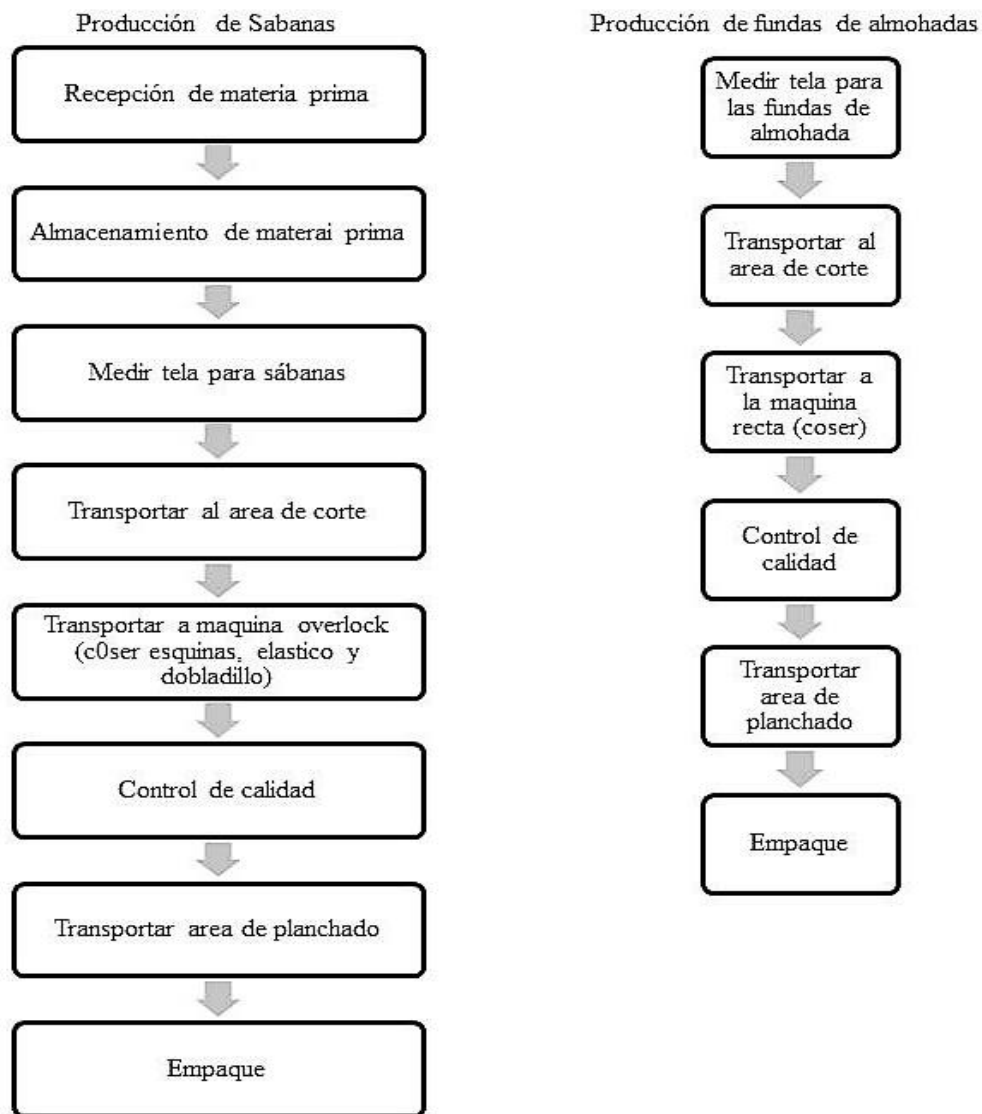 Producción de Sabanas
Recepción de materia prima
Almacenamiento de materai prima
Medir tela para sábanas
Transportar al area de corte
Transportar a maquina overlock
(c0ser esquinas, elastico y
dobladillo)
Control de calidad
Transportar area de planchado
Empaque
Producción de fundas de almohadas
Medir tela para
las fundas de
almohada
Transportar al
area de corte
Transportar a
la maquina
recta (coser)
Control de
calidad
Transportar
area de
planchado
Empaque